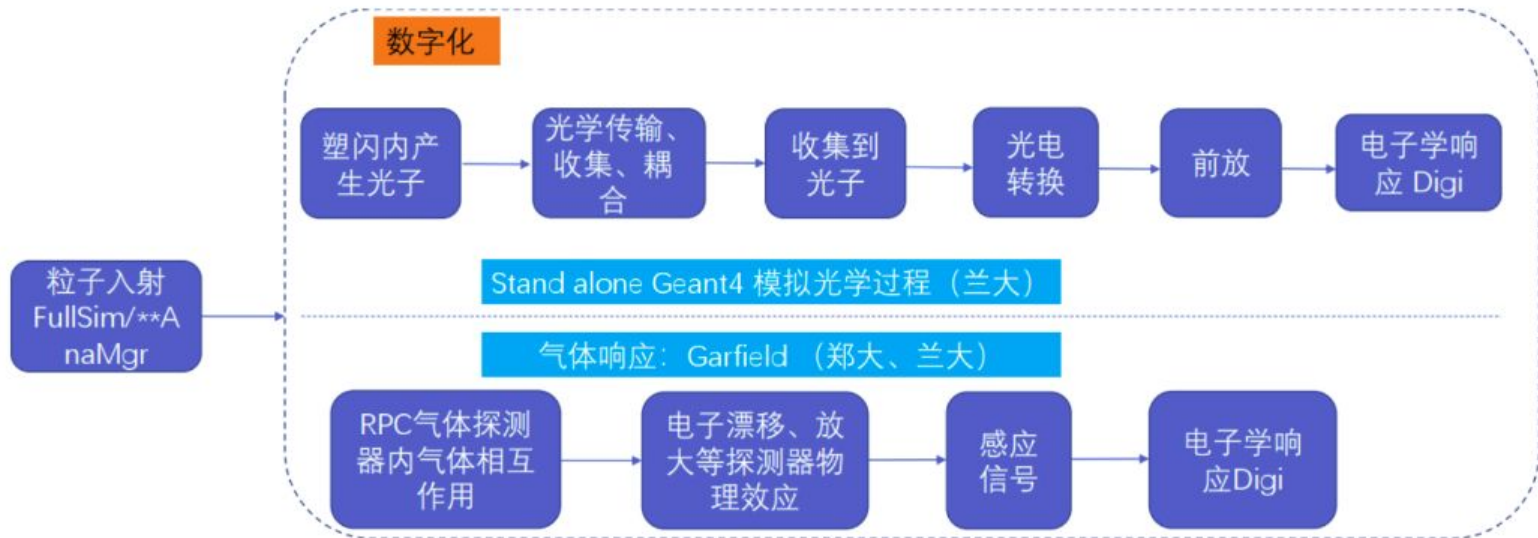 数字化
塑闪内产
生光子
光学传输、
收集、耦
合
收集到
光子
光电
转换
前放
电子学响
应 Digi
粒子入射
FullSim/**A
naMgr
Stand alone Geant4 模拟光学过程（兰大）
气体响应：Garfield （郑大、兰大）
RPC气体探测
器内气体相互
作用
电子漂移、放
大等探测器物
理效应
感应
信号
电子学响
应Digi